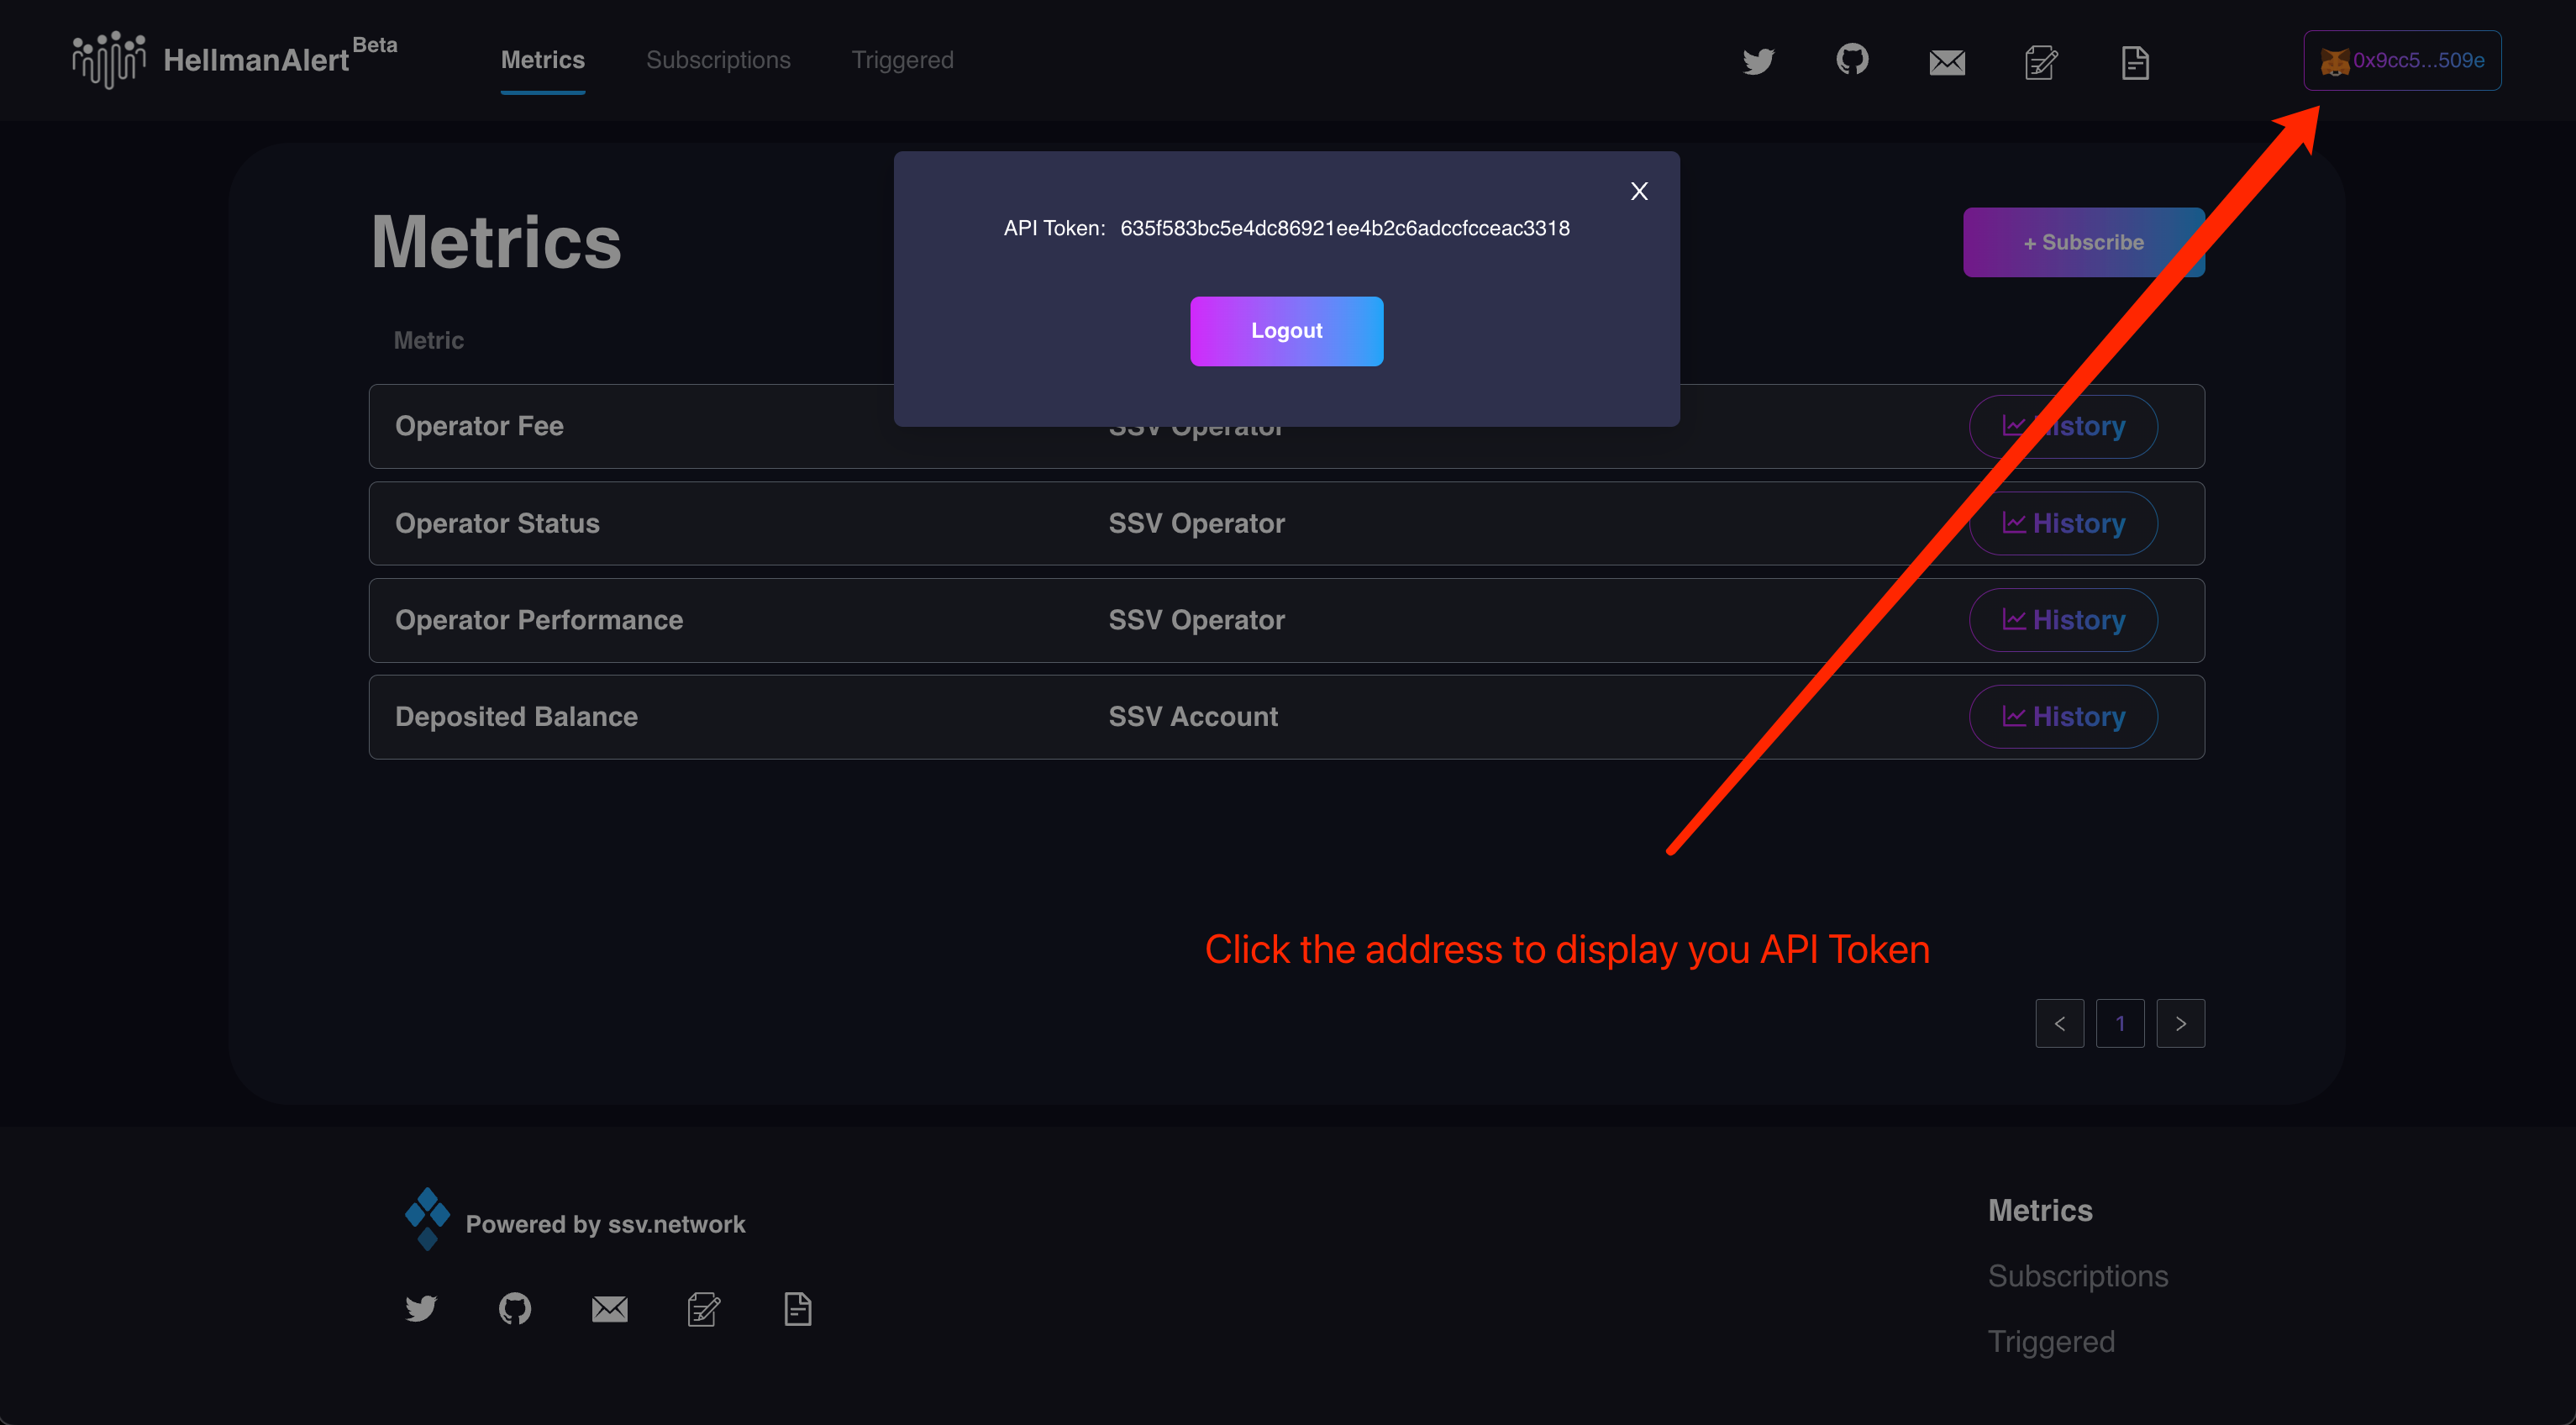 HellmanAlert Beta
Metrics
Subscriptions
Triggered
0x9cc5...509e
X
API Token: 635f583bc5e4dc86921ee4b2c6adccfcceac3318
Logout
Metrics
+ Subscribe
Metric
Operator Fee SSV Operator History
Operator Status SSV Operator History
Operator Performance SSV Operator History
Deposited Balance SSV Account History
Click the address to display you API Token
< 1 >
Powered by ssv.network
Metrics
Subscriptions
Triggered